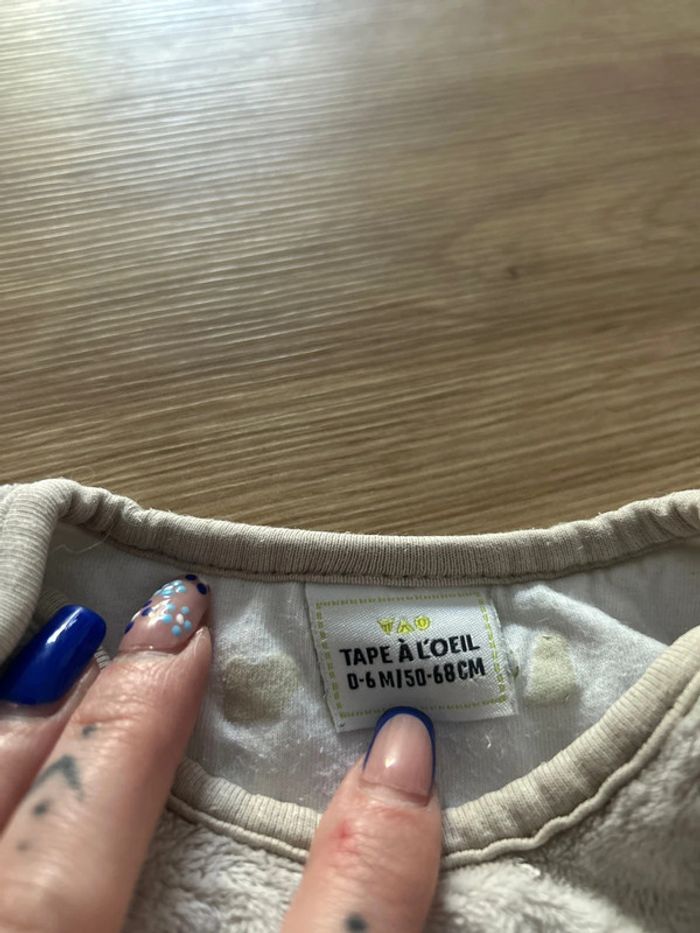 TAO
TAPE À L'OEIL
0-6 M/50-68CM